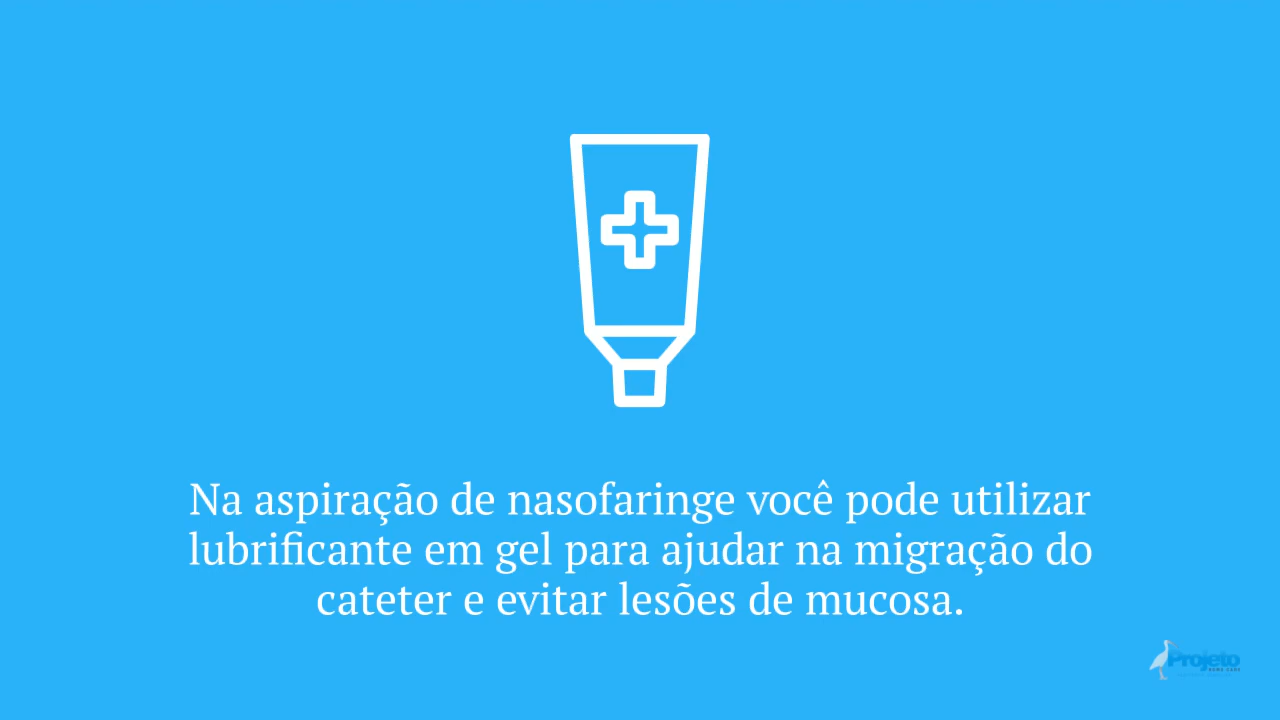 Na aspiração de nasofaringe você pode utilizar
lubrificante em gel para ajudar na migração do
cateter e evitar lesões de mucosa.
Projeto